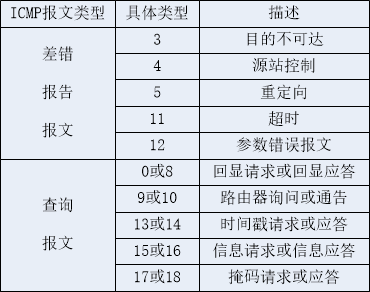 ICMP报文类型 具体类型 描述
差错报告报文
3 目的不可达
4 源站控制
5 重定向
11 超时
12 参数错误报文
查询报文
0或8 回显请求或回显应答
9或10 路由器询问或通告
13或14 时间戳请求或应答
15或16 信息请求或信息应答
17或18 掩码请求或应答